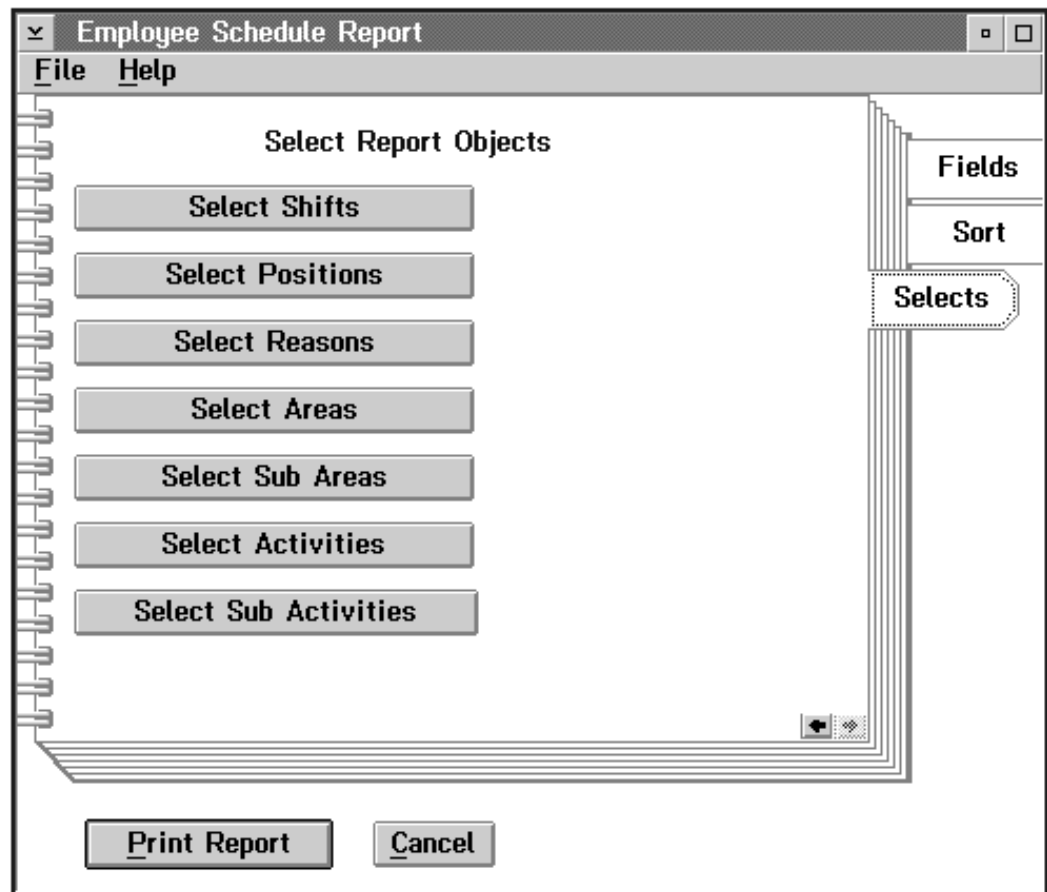 Employee Schedule Report
File Help
Select Report Objects
Fields
Select Shifts
Sort
Select Positions
Selects
Select Reasons
Select Areas
Select Sub Areas
Select Activities
Select Sub Activities
Print Report Cancel